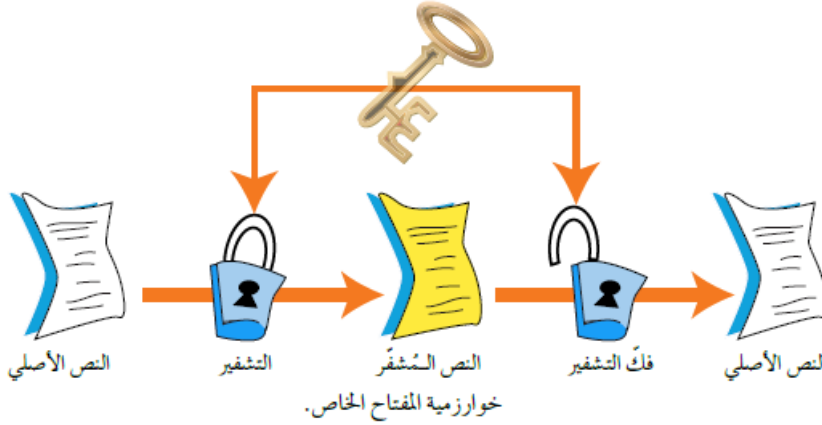 النص الأصلي فكّ التشفير النص المُشفّر التشفير النص الأصلي
خوارزمية المفتاح الخاص.